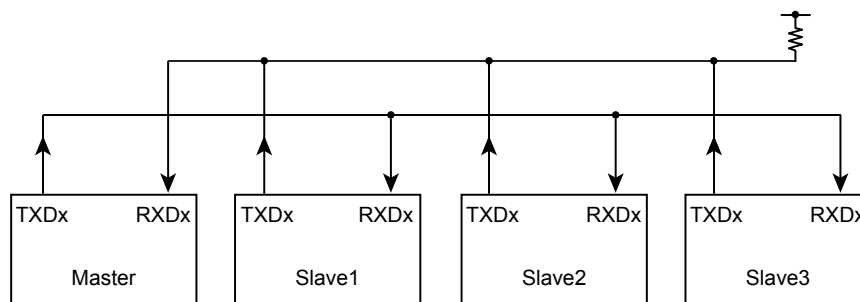 TXDx RXDx TXDx RXDx TXDx RXDx TXDx RXDx
Master Slave1 Slave2 Slave3